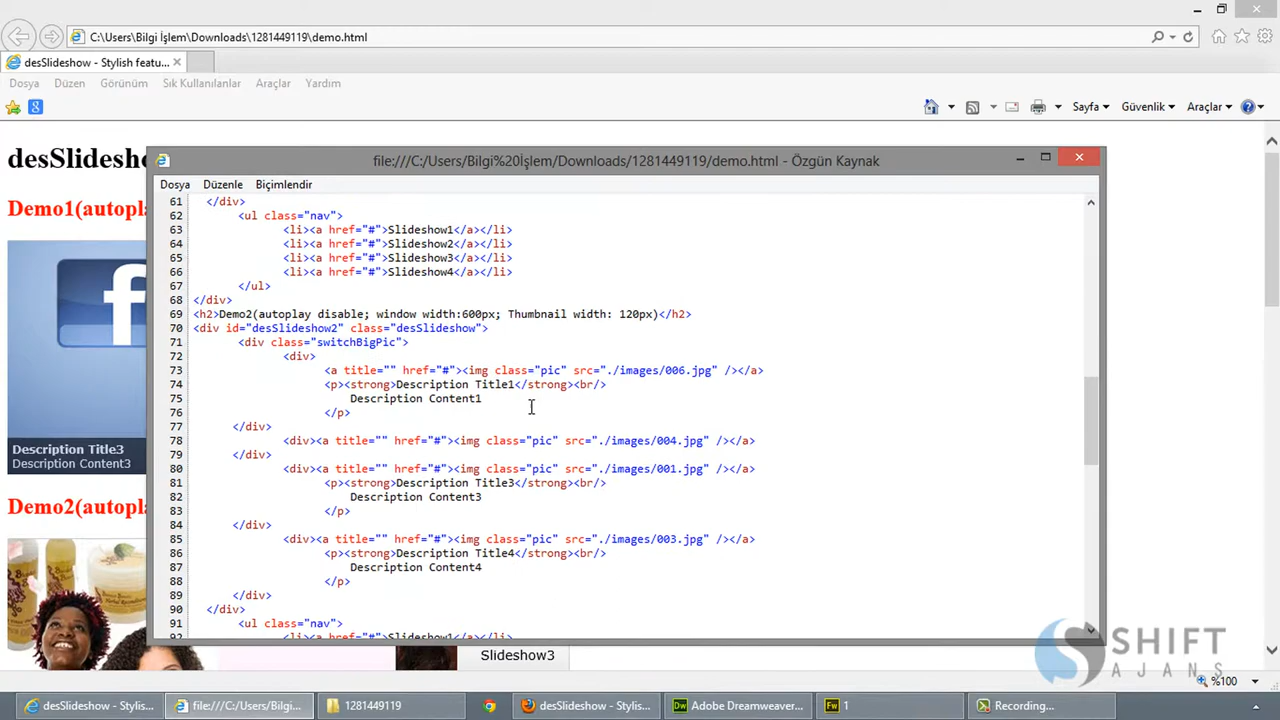 C:\Users\Bilgi İşlem\Downloads\1281449119\demo.html
desSlideshow - Stylish featu...
Dosya Düzen Görünüm Sık Kullanılanlar Araçlar Yardım
Sayfa Güvenlik Araçlar
desSlidesh
Demo1(autopl
Description Title3
Description Content3
Demo2(autopl
Slideshow3
file:///C:/Users/Bilgi%20İşlem/Downloads/1281449119/demo.html - Özgün Kaynak
Dosya Düzenle Biçimlendir
61 </div>
62 <ul class="nav">
63 <li><a href="#">Slideshow1</a></li>
64 <li><a href="#">Slideshow2</a></li>
65 <li><a href="#">Slideshow3</a></li>
66 <li><a href="#">Slideshow4</a></li>
67 </ul>
68 </div>
69 <h2>Demo2(autoplay disable; window width:600px; Thumbnail width: 120px)</h2>
70 <div id="desSlideshow2" class="desSlideshow">
71 <div class="switchBigPic">
72 <div>
73 <a title="" href="#"><img class="pic" src="./images/006.jpg" /></a>
74 <p><strong>Description Title1</strong><br/>
75 Description Content1
76 </p>
77 </div>
78 <div><a title="" href="#"><img class="pic" src="./images/004.jpg" /></a>
79 </div>
80 <div><a title="" href="#"><img class="pic" src="./images/001.jpg" /></a>
81 <p><strong>Description Title3</strong><br/>
82 Description Content3
83 </p>
84 </div>
85 <div><a title="" href="#"><img class="pic" src="./images/003.jpg" /></a>
86 <p><strong>Description Title4</strong><br/>
87 Description Content4
88 </p>
89 </div>
90 </div>
91 <ul class="nav">
92 <li><a href="#">Slideshow1</a></li>
SHIFT
AJANS
%100
desSlideshow - Styls... file:///C:/Users/Bilgi... 1281449119 desSlideshow - Stylis... Adobe Dreamweaver... 1 Recording...